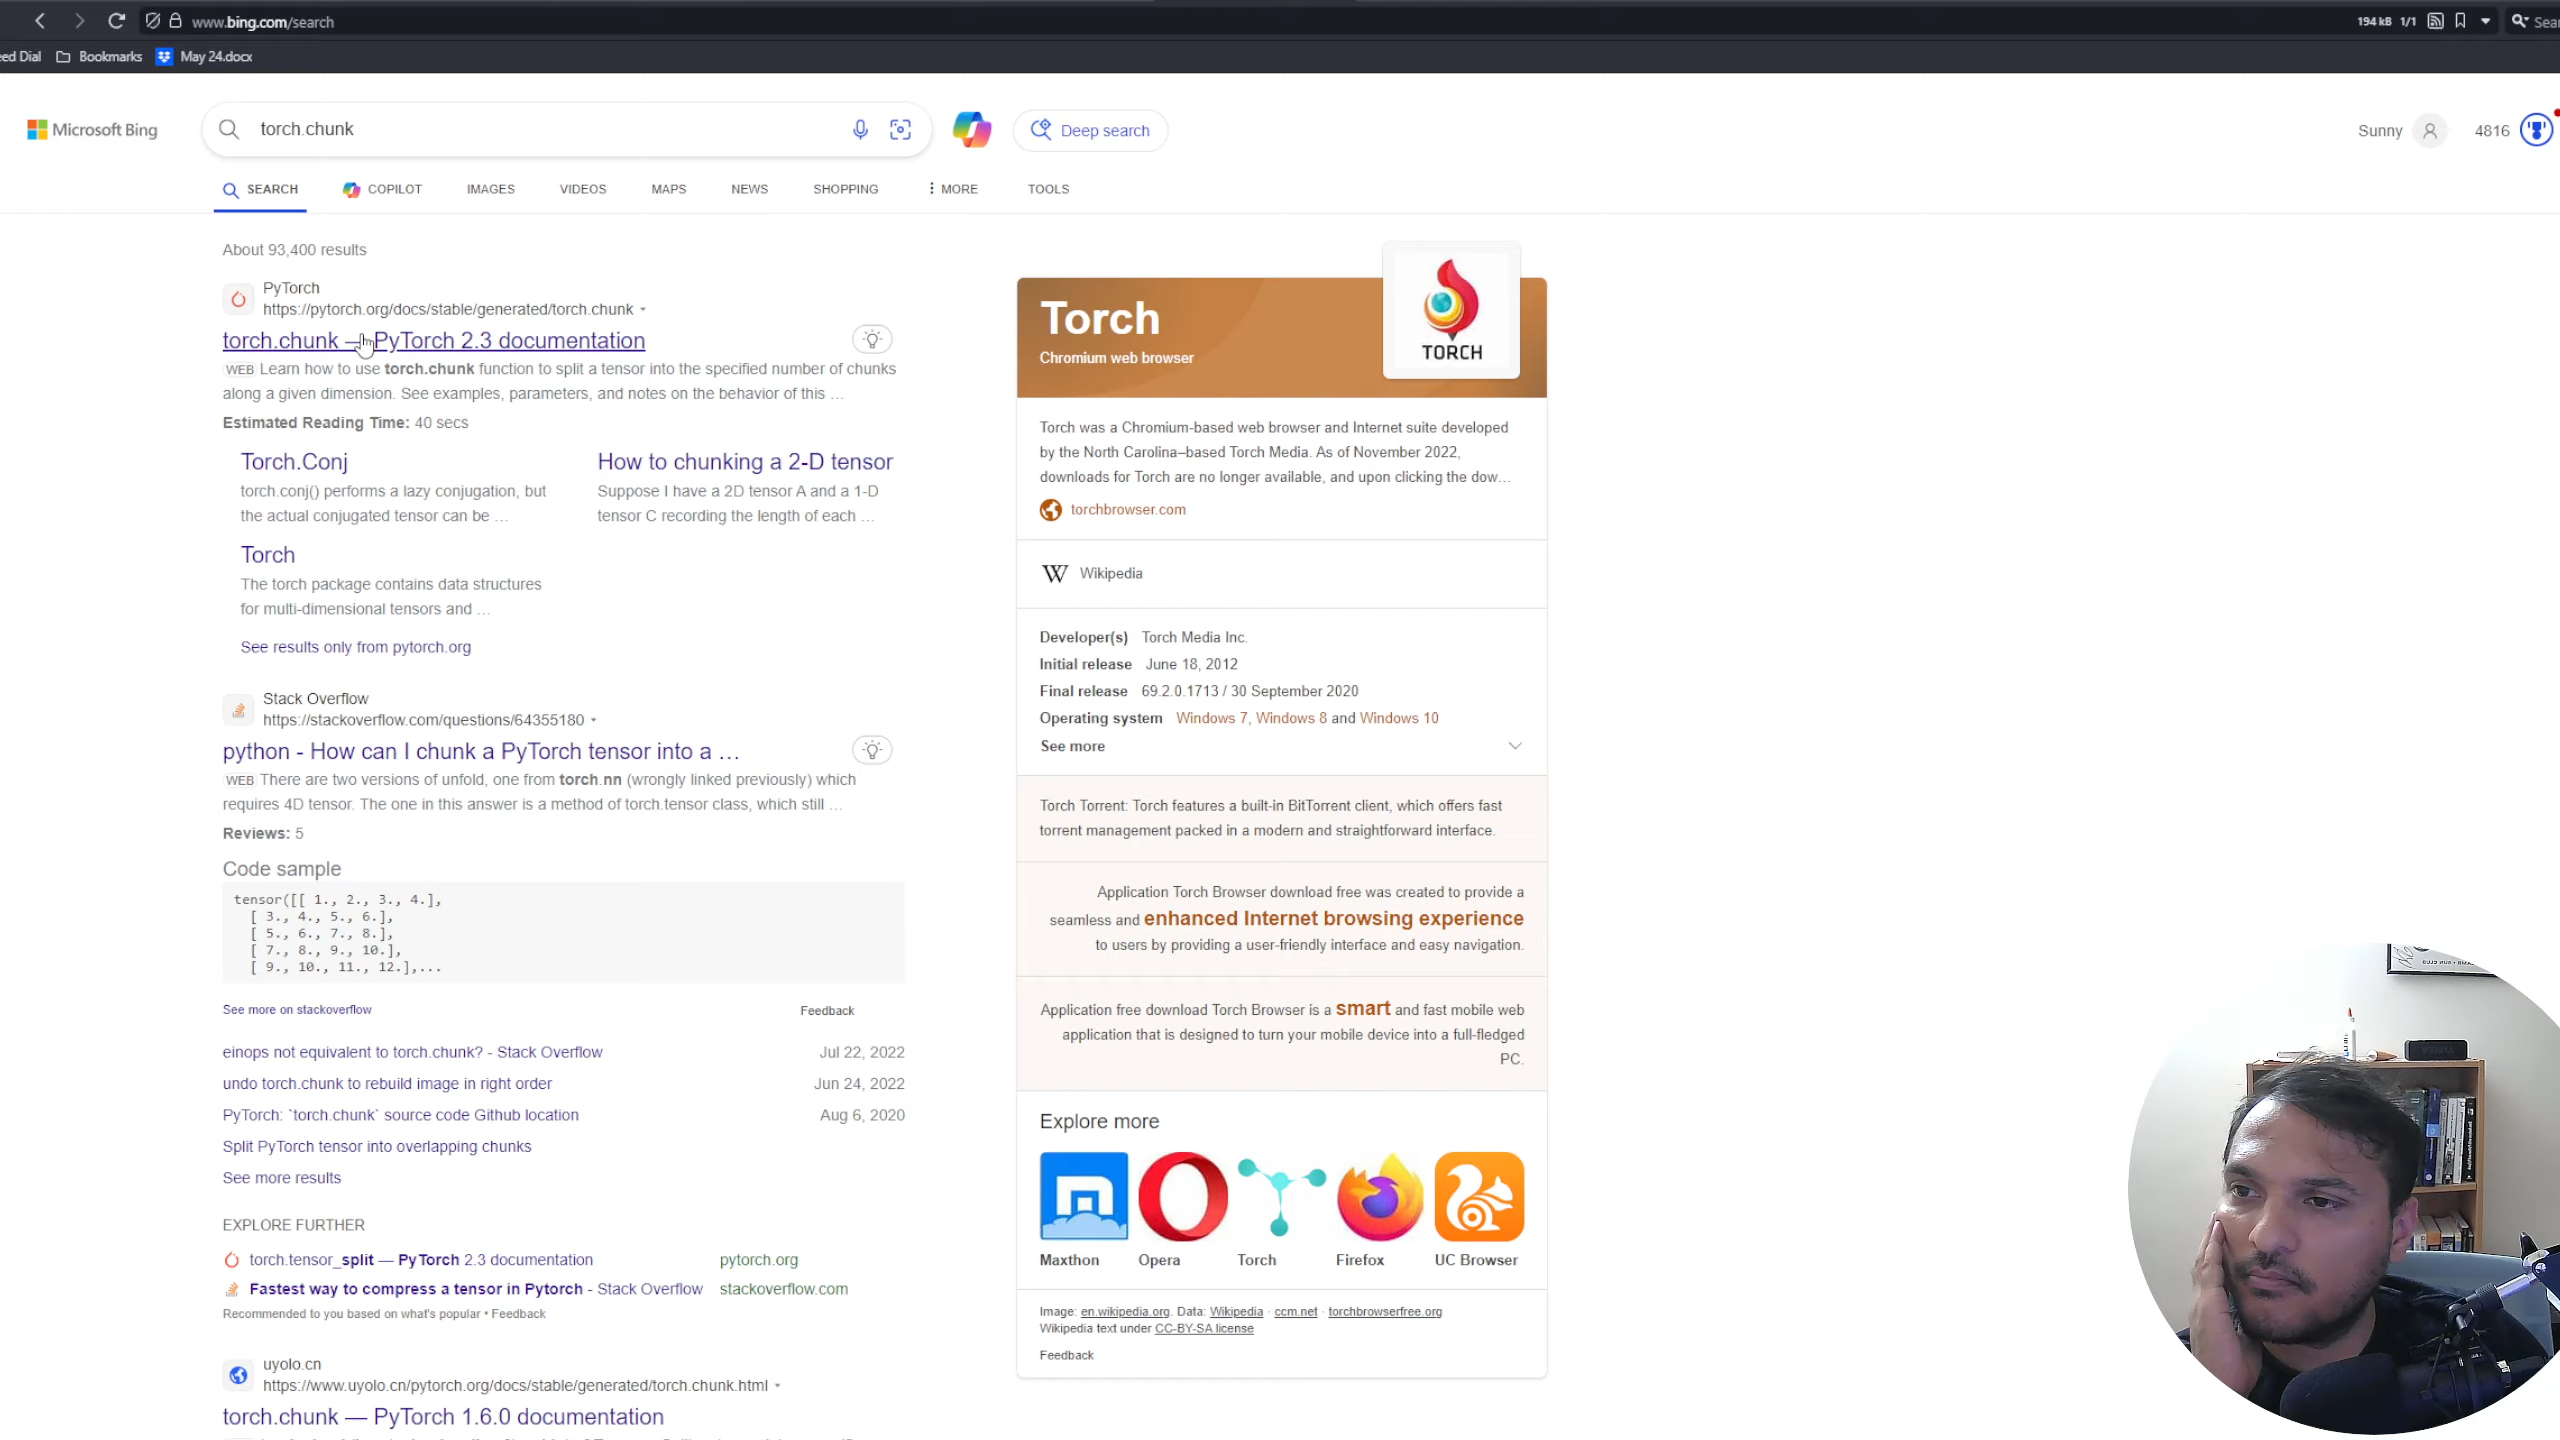 www.bing.com/search
194 kB 1/1
Sear
eed Dial
Bookmarks
May 24.docx
Microsoft Bing
torch.chunk
Deep search
Sunny
4816
SEARCH
COPILOT
IMAGES
VIDEOS
MAPS
NEWS
SHOPPING
MORE
TOOLS
About 93,400 results
PyTorch
https://pytorch.org/docs/stable/generated/torch.chunk
torch.chunk — PyTorch 2.3 documentation
WEB Learn how to use torch.chunk function to split a tensor into the specified number of chunks
along a given dimension. See examples, parameters, and notes on the behavior of this …
Estimated Reading Time: 40 secs
Torch.Conj
torch.conj() performs a lazy conjugation, but
the actual conjugated tensor can be …
How to chunking a 2-D tensor
Suppose I have a 2D tensor A and a 1-D
tensor C recording the length of each …
Torch
The torch package contains data structures
for multi-dimensional tensors and …
See results only from pytorch.org
Stack Overflow
https://stackoverflow.com/questions/64355180
python - How can I chunk a PyTorch tensor into a …
WEB There are two versions of unfold, one from torch.nn (wrongly linked previously) which
requires 4D tensor. The one in this answer is a method of torch.tensor class, which still …
Reviews: 5
Code sample
tensor([[ 1., 2., 3., 4.],
[ 3., 4., 5., 6.],
[ 5., 6., 7., 8.],
[ 7., 8., 9., 10.],
[ 9., 10., 11., 12.],...
See more on stackoverflow
Feedback
einops not equivalent to torch.chunk? - Stack Overflow
Jul 22, 2022
undo torch.chunk to rebuild image in right order
Jun 24, 2022
PyTorch: `torch.chunk` source code Github location
Aug 6, 2020
Split PyTorch tensor into overlapping chunks
See more results
EXPLORE FURTHER
torch.tensor_split — PyTorch 2.3 documentation
pytorch.org
Fastest way to compress a tensor in Pytorch - Stack Overflow
stackoverflow.com
Recommended to you based on what's popular • Feedback
uyolo.cn
https://www.uyolo.cn/pytorch.org/docs/stable/generated/torch.chunk.html
torch.chunk — PyTorch 1.6.0 documentation
Torch
Chromium web browser
TORCH
Torch was a Chromium-based web browser and Internet suite developed
by the North Carolina–based Torch Media. As of November 2022,
downloads for Torch are no longer available, and upon clicking the dow…
torchbrowser.com
W Wikipedia
Developer(s) Torch Media Inc.
Initial release June 18, 2012
Final release 69.2.0.1713 / 30 September 2020
Operating system Windows 7, Windows 8 and Windows 10
See more
Torch Torrent: Torch features a built-in BitTorrent client, which offers fast
torrent management packed in a modern and straightforward interface.
Application Torch Browser download free was created to provide a
seamless and enhanced Internet browsing experience
to users by providing a user-friendly interface and easy navigation.
Application free download Torch Browser is a smart and fast mobile web
application that is designed to turn your mobile device into a full-fledged
PC.
Explore more
Maxthon
Opera
Torch
Firefox
UC Browser
Image: en.wikipedia.org. Data: Wikipedia · ccm.net · torchbrowserfree.org
Wikipedia text under CC-BY-SA license
Feedback